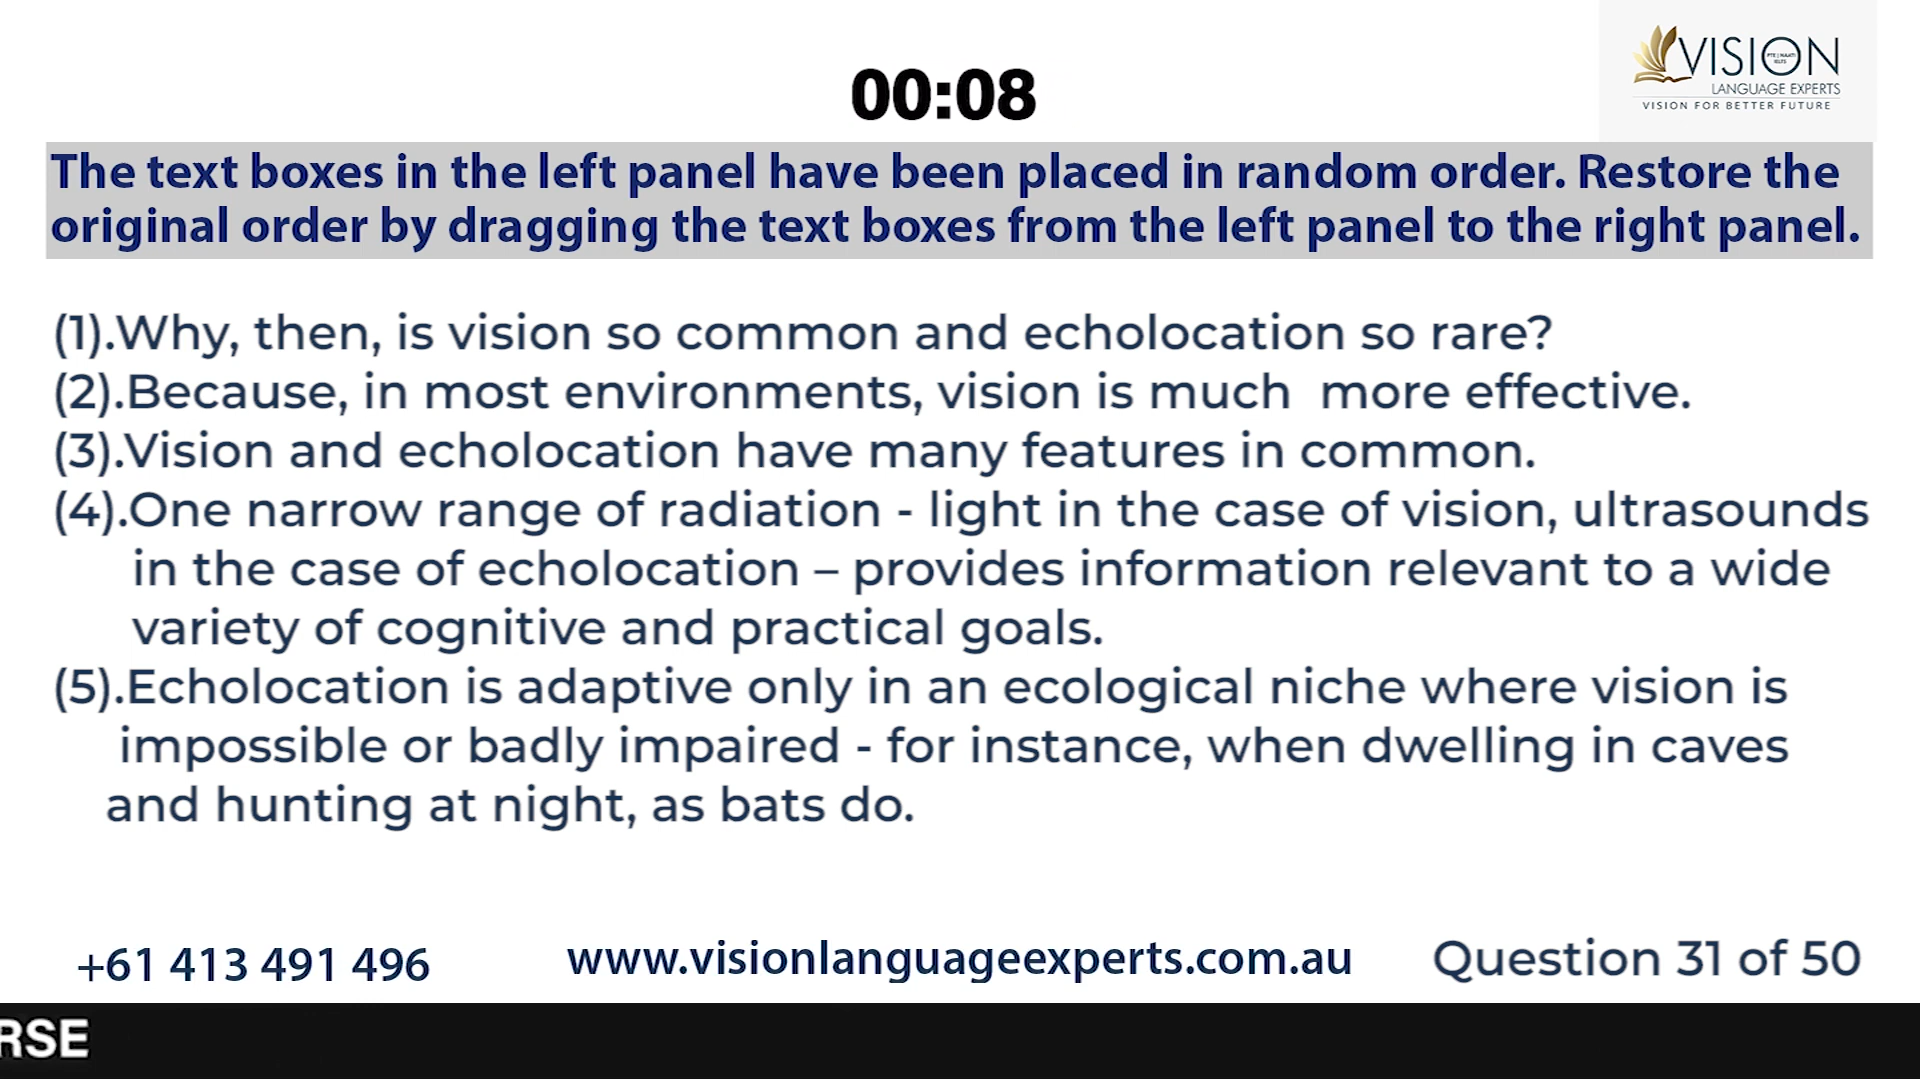 VISION
LANGUAGE EXPERTS
VISION FOR BETTER FUTURE
00:08
The text boxes in the left panel have been placed in random order. Restore the
original order by dragging the text boxes from the left panel to the right panel.
(1).Why, then, is vision so common and echolocation so rare?
(2).Because, in most environments, vision is much more effective.
(3).Vision and echolocation have many features in common.
(4).One narrow range of radiation - light in the case of vision, ultrasounds
in the case of echolocation – provides information relevant to a wide
variety of cognitive and practical goals.
(5).Echolocation is adaptive only in an ecological niche where vision is
impossible or badly impaired - for instance, when dwelling in caves
and hunting at night, as bats do.
+61 413 491 496
www.visionlanguageexperts.com.au
Question 31 of 50
RSE